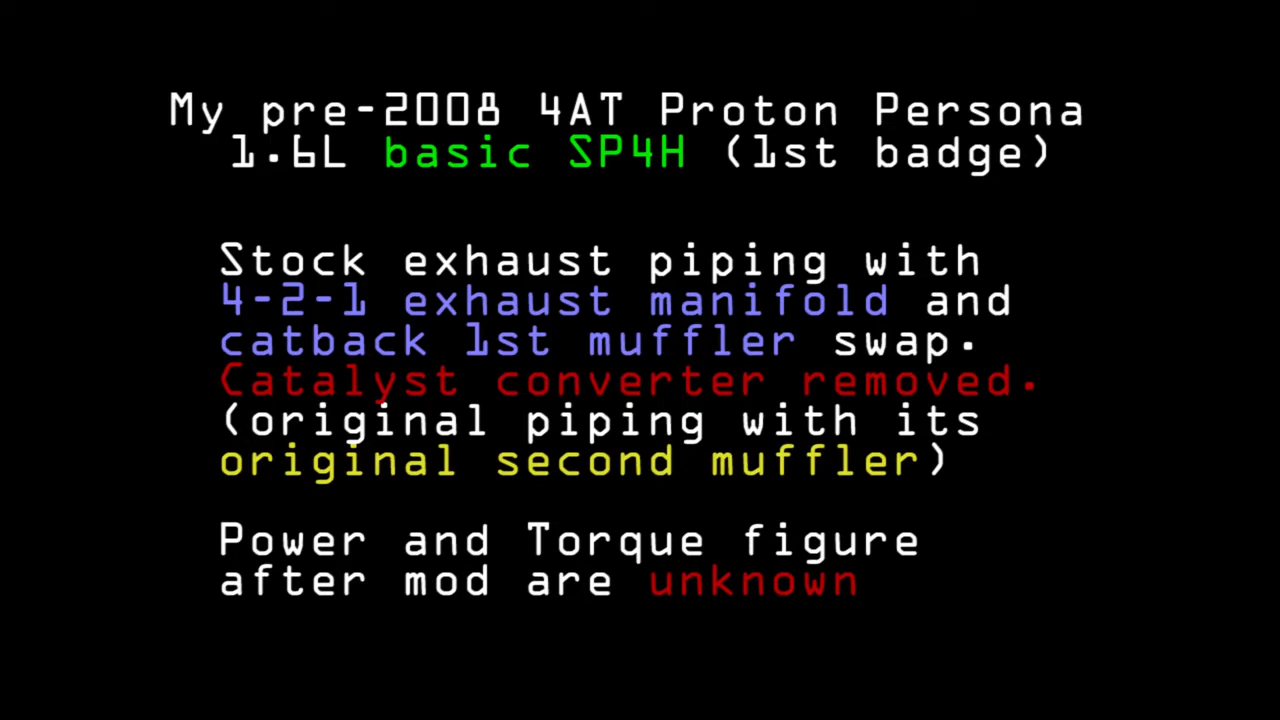 My pre-2008 4AT Proton Persona
1.6L basic SP4H (1st badge)
Stock exhaust piping with
4-2-1 exhaust manifold and
catback 1st muffler swap.
Catalyst converter removed.
(original piping with its
original second muffler)
Power and Torque figure
after mod are unknown